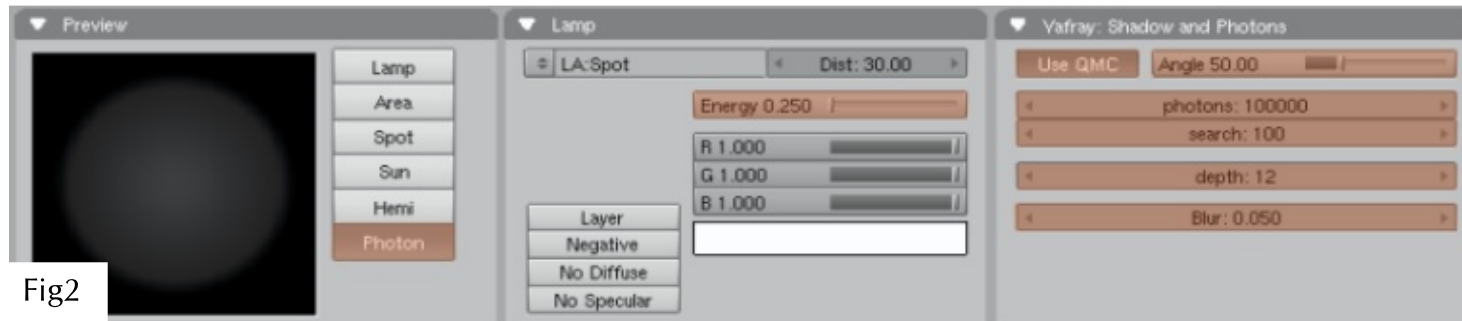 Preview
Lamp
Area
Spot
Sun
Hemi
Photon
Fig2
Lamp
LA:Spot
Dist: 30.00
Energy 0.250
R 1.000
G 1.000
B 1.000
Layer
Negative
No Diffuse
No Specular
Yafray: Shadow and Photons
Use QMC
Angle 50.00
photons: 100000
search: 100
depth: 12
Blur: 0.050